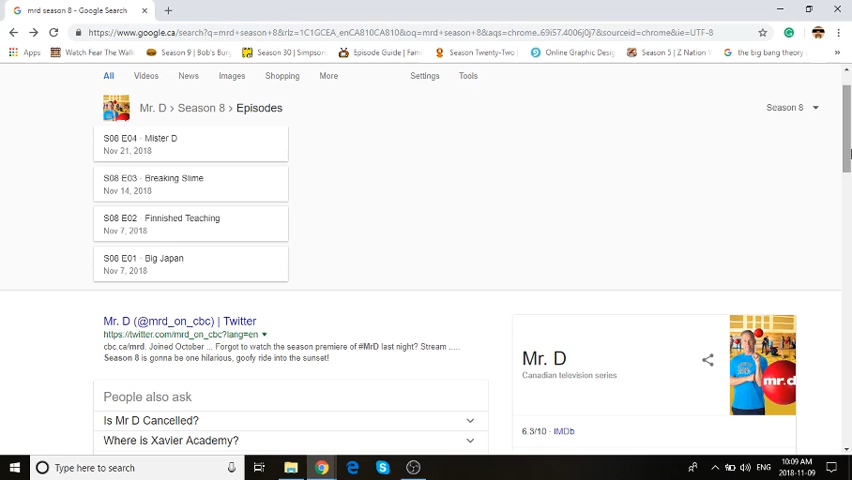 mrd season 8 - Google Search
https://www.google.ca/search?q=mrd+season+8&rlz=1C1GCEA_enCA810CA810&oq=mrd+season+8&aqs=chrome..69i57.4006j0j7&sourceid=chrome&ie=UTF-8
Apps Watch Fear The Walk Season 9 | Bob's Burg Season 30 | Simpson Episode Guide | Fami Season Twenty-Two Online Graphic Desig Season 5 | Z Nation the big bang theory
All Videos News Images Shopping More Settings Tools
Mr. D > Season 8 > Episodes Season 8
S08 E04 · Mister D
Nov 21, 2018
S08 E03 · Breaking Slime
Nov 14, 2018
S08 E02 · Finnished Teaching
Nov 7, 2018
S08 E01 · Big Japan
Nov 7, 2018
Mr. D (@mrd_on_cbc) | Twitter
https://twitter.com/mrd_on_cbc?lang=en
cbc.ca/mrd. Joined October ... Forgot to watch the season premiere of #MrD last night? Stream .....
Season 8 is gonna be one hilarious, goofy ride into the sunset!
People also ask
Is Mr D Cancelled?
Where is Xavier Academy?
Mr. D
Canadian television series
mr.d
6.3/10 · IMDb
Type here to search
ENG
10:09 AM
2018-11-09